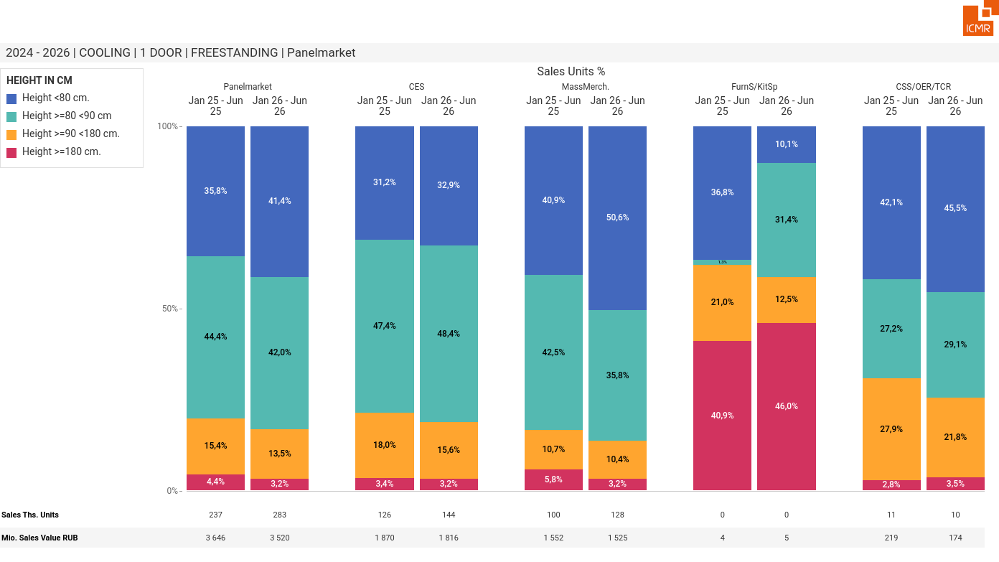 ICMR
2024 - 2026 | COOLING | 1 DOOR | FREESTANDING | Panelmarket
HEIGHT IN CM
Height <80 cm.
Height >=80 <90 cm
Height >=90 <180 cm.
Height >=180 cm.
Sales Units %
Panelmarket CES MassMerch. FurnS/KitSp CSS/OER/TCR
Jan 25 - Jun 25 Jan 26 - Jun 26 Jan 25 - Jun 25 Jan 26 - Jun 26 Jan 25 - Jun 25 Jan 26 - Jun 26 Jan 25 - Jun 25 Jan 26 - Jun 26 Jan 25 - Jun 25 Jan 26 - Jun 26
100%
50%
0%
35,8% 41,4% 31,2% 32,9% 40,9% 50,6% 36,8% 10,1% 42,1% 45,5%
44,4% 42,0% 47,4% 48,4% 42,5% 35,8% 1,3% 31,4% 27,2% 29,1%
15,4% 13,5% 18,0% 15,6% 10,7% 10,4% 21,0% 12,5% 27,9% 21,8%
4,4% 3,2% 3,4% 3,2% 5,8% 3,2% 40,9% 46,0% 2,8% 3,5%
Sales Ths. Units 237 283 126 144 100 128 0 0 11 10
Mio. Sales Value RUB 3 646 3 520 1 870 1 816 1 552 1 525 4 5 219 174